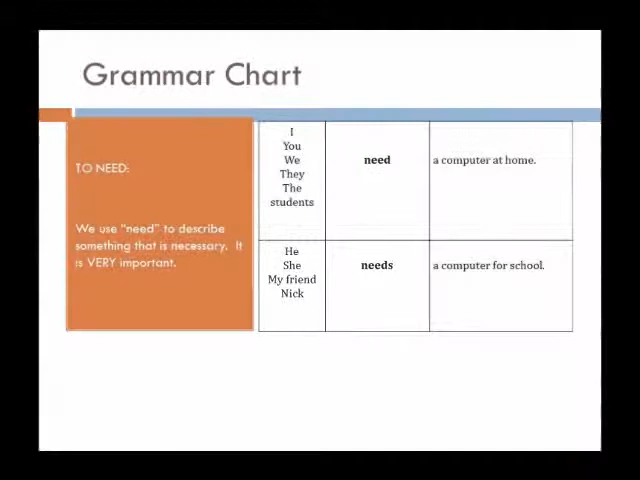 Grammar Chart
TO NEED:
We use “need” to describe
something that is necessary. It
is VERY important.
I
You
We
They
The
students
need
a computer at home.
He
She
My friend
Nick
needs
a computer for school.